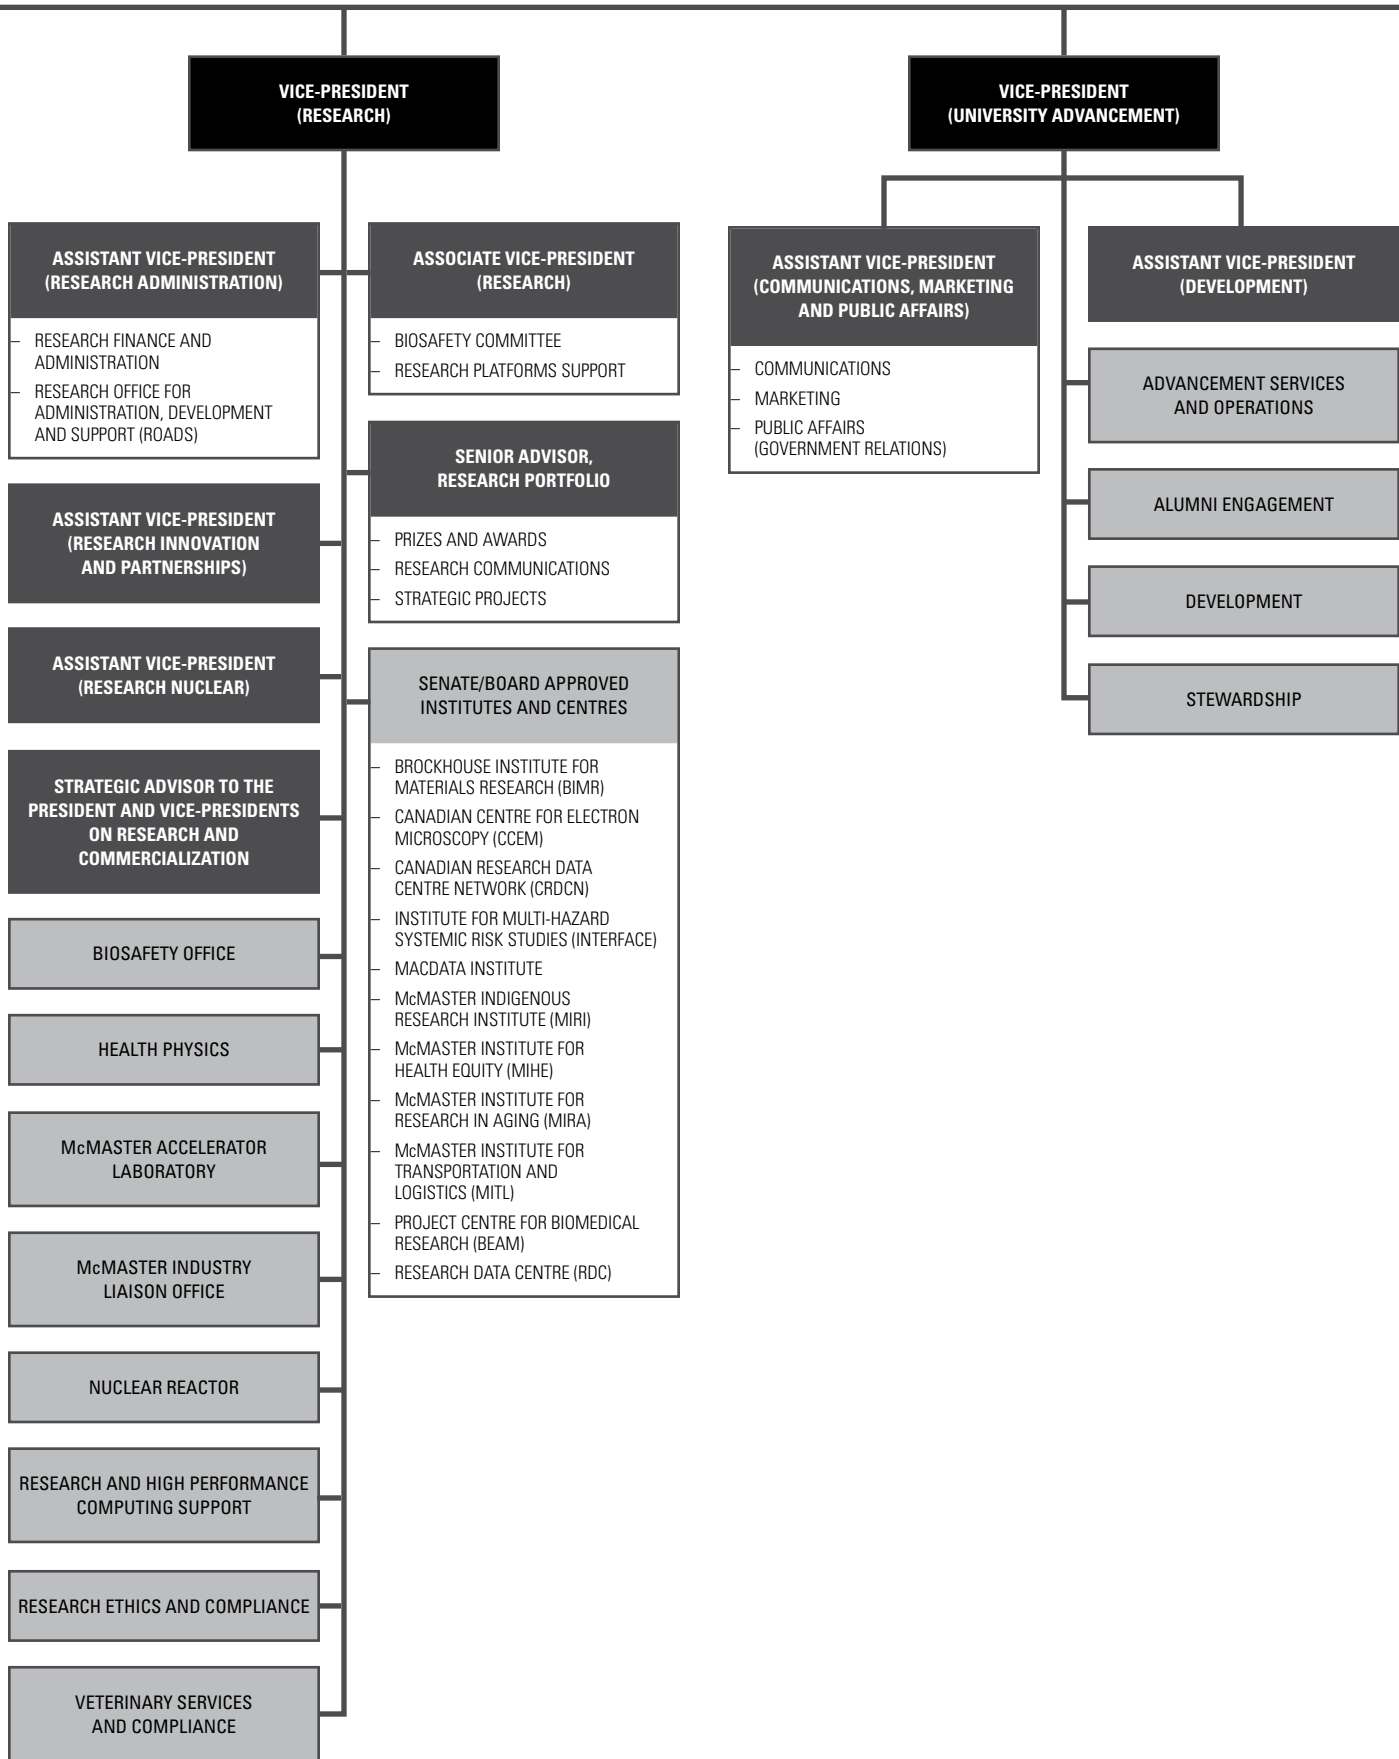 VICE-PRESIDENT
(RESEARCH)
ASSISTANT VICE-PRESIDENT
(RESEARCH ADMINISTRATION)
– RESEARCH FINANCE AND
ADMINISTRATION
– RESEARCH OFFICE FOR
ADMINISTRATION, DEVELOPMENT
AND SUPPORT (ROADS)
ASSISTANT VICE-PRESIDENT
(RESEARCH INNOVATION
AND PARTNERSHIPS)
ASSISTANT VICE-PRESIDENT
(RESEARCH NUCLEAR)
STRATEGIC ADVISOR TO THE
PRESIDENT AND VICE-PRESIDENTS
ON RESEARCH AND
COMMERCIALIZATION
BIOSAFETY OFFICE
HEALTH PHYSICS
McMASTER ACCELERATOR
LABORATORY
McMASTER INDUSTRY
LIAISON OFFICE
NUCLEAR REACTOR
RESEARCH AND HIGH PERFORMANCE
COMPUTING SUPPORT
RESEARCH ETHICS AND COMPLIANCE
VETERINARY SERVICES
AND COMPLIANCE
ASSOCIATE VICE-PRESIDENT
(RESEARCH)
– BIOSAFETY COMMITTEE
– RESEARCH PLATFORMS SUPPORT
SENIOR ADVISOR,
RESEARCH PORTFOLIO
– PRIZES AND AWARDS
– RESEARCH COMMUNICATIONS
– STRATEGIC PROJECTS
SENATE/BOARD APPROVED
INSTITUTES AND CENTRES
– BROCKHOUSE INSTITUTE FOR
MATERIALS RESEARCH (BIMR)
– CANADIAN CENTRE FOR ELECTRON
MICROSCOPY (CCEM)
– CANADIAN RESEARCH DATA
CENTRE NETWORK (CRDCN)
– INSTITUTE FOR MULTI-HAZARD
SYSTEMIC RISK STUDIES (INTERFACE)
– MACDATA INSTITUTE
– McMASTER INDIGENOUS
RESEARCH INSTITUTE (MIRI)
– McMASTER INSTITUTE FOR
HEALTH EQUITY (MIHE)
– McMASTER INSTITUTE FOR
RESEARCH IN AGING (MIRA)
– McMASTER INSTITUTE FOR
TRANSPORTATION AND
LOGISTICS (MITL)
– PROJECT CENTRE FOR BIOMEDICAL
RESEARCH (BEAM)
– RESEARCH DATA CENTRE (RDC)
VICE-PRESIDENT
(UNIVERSITY ADVANCEMENT)
ASSISTANT VICE-PRESIDENT
(COMMUNICATIONS, MARKETING
AND PUBLIC AFFAIRS)
– COMMUNICATIONS
– MARKETING
– PUBLIC AFFAIRS
(GOVERNMENT RELATIONS)
ASSISTANT VICE-PRESIDENT
(DEVELOPMENT)
ADVANCEMENT SERVICES
AND OPERATIONS
ALUMNI ENGAGEMENT
DEVELOPMENT
STEWARDSHIP